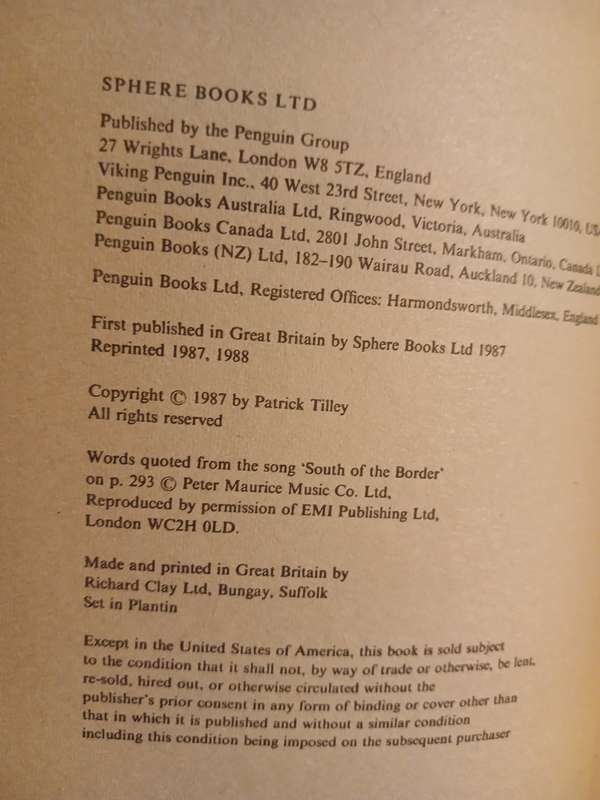 SPHERE BOOKS LTD
Published by the Penguin Group
27 Wrights Lane, London W8 5TZ, England
Viking Penguin Inc., 40 West 23rd Street, New York, New York 10010, USA
Penguin Books Australia Ltd, Ringwood, Victoria, Australia
Penguin Books Canada Ltd, 2801 John Street, Markham, Ontario, Canada
Penguin Books (NZ) Ltd, 182–190 Wairau Road, Auckland 10, New Zealand
Penguin Books Ltd, Registered Offices: Harmondsworth, Middlesex, England
First published in Great Britain by Sphere Books Ltd 1987
Reprinted 1987, 1988
Copyright © 1987 by Patrick Tilley
All rights reserved
Words quoted from the song ‘South of the Border’
on p. 293 © Peter Maurice Music Co. Ltd,
Reproduced by permission of EMI Publishing Ltd,
London WC2H 0LD.
Made and printed in Great Britain by
Richard Clay Ltd, Bungay, Suffolk
Set in Plantin
Except in the United States of America, this book is sold subject
to the condition that it shall not, by way of trade or otherwise, be lent,
re-sold, hired out, or otherwise circulated without the
publisher's prior consent in any form of binding or cover other than
that in which it is published and without a similar condition
including this condition being imposed on the subsequent purchaser